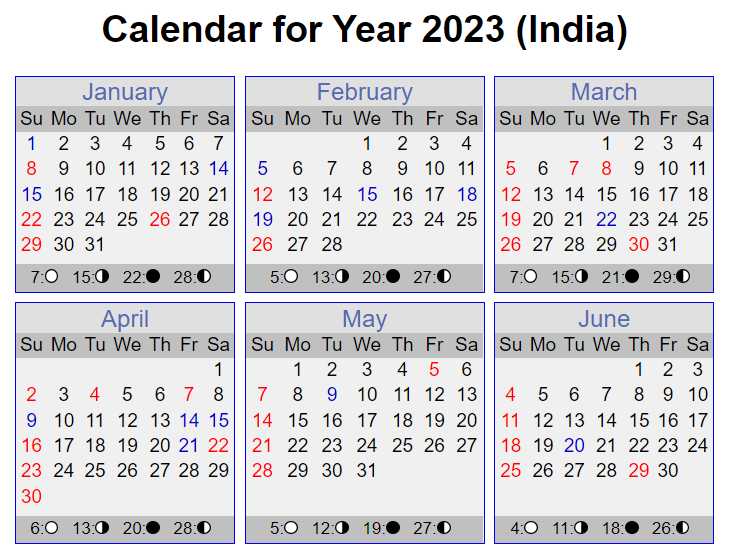 Calendar for Year 2023 (India)
January
Su Mo Tu We Th Fr Sa
1 2 3 4 5 6 7
8 9 10 11 12 13 14
15 16 17 18 19 20 21
22 23 24 25 26 27 28
29 30 31
7:○ 15:◑ 22:● 28:◐
February
Su Mo Tu We Th Fr Sa
1 2 3 4
5 6 7 8 9 10 11
12 13 14 15 16 17 18
19 20 21 22 23 24 25
26 27 28
5:○ 13:◑ 20:● 27:◐
March
Su Mo Tu We Th Fr Sa
1 2 3 4
5 6 7 8 9 10 11
12 13 14 15 16 17 18
19 20 21 22 23 24 25
26 27 28 29 30 31
7:○ 15:◑ 21:● 29:◐
April
Su Mo Tu We Th Fr Sa
1
2 3 4 5 6 7 8
9 10 11 12 13 14 15
16 17 18 19 20 21 22
23 24 25 26 27 28 29
30
6:○ 13:◑ 20:● 28:◐
May
Su Mo Tu We Th Fr Sa
1 2 3 4 5 6
7 8 9 10 11 12 13
14 15 16 17 18 19 20
21 22 23 24 25 26 27
28 29 30 31
5:○ 12:◑ 19:● 27:◐
June
Su Mo Tu We Th Fr Sa
1 2 3
4 5 6 7 8 9 10
11 12 13 14 15 16 17
18 19 20 21 22 23 24
25 26 27 28 29 30
4:○ 11:◑ 18:● 26:◐